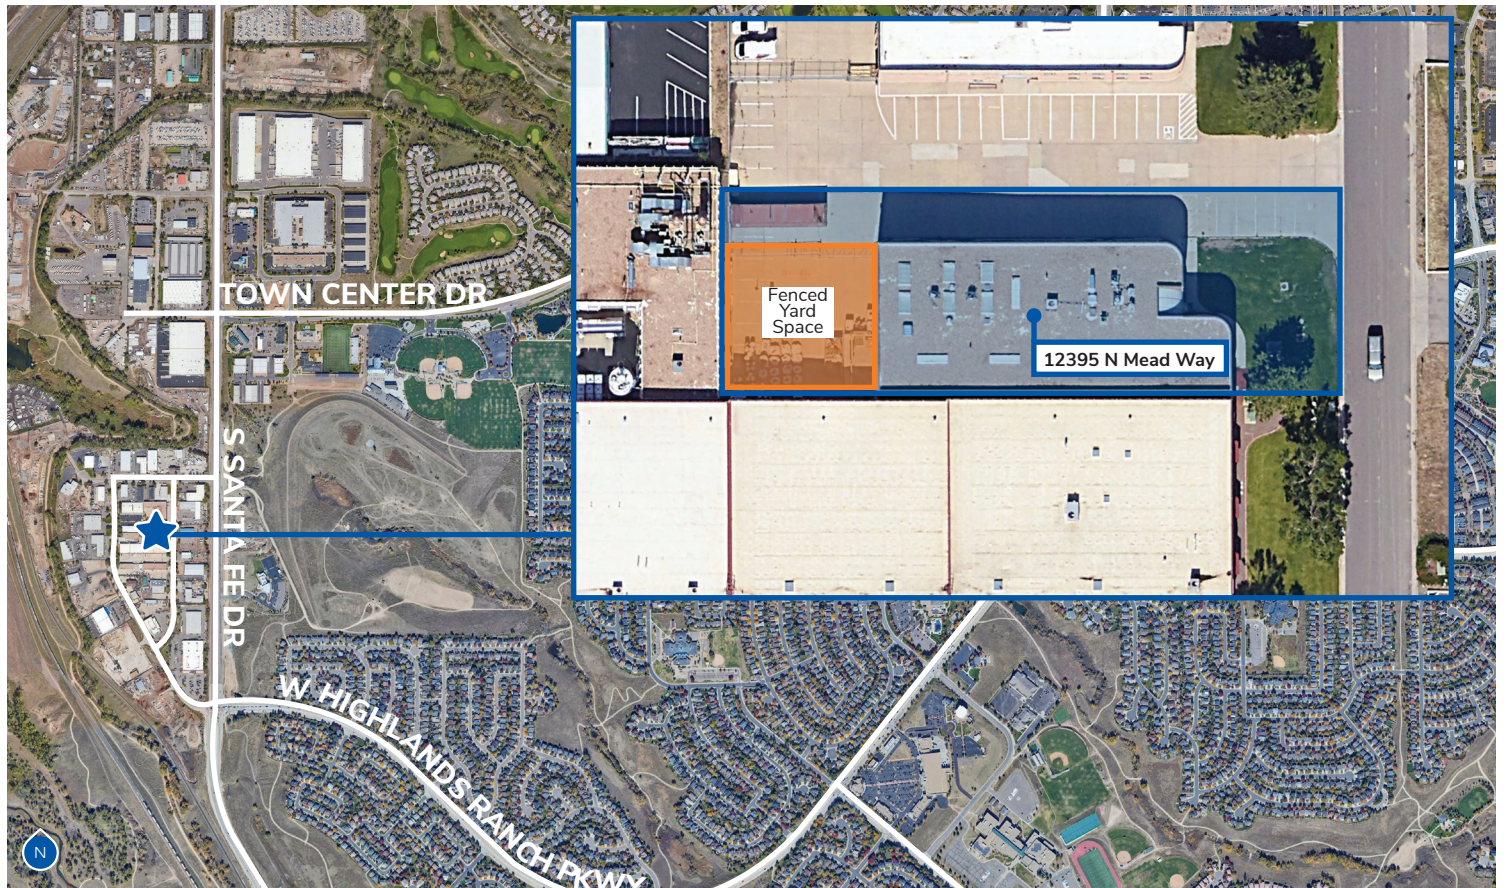 TOWN CENTER DR
Fenced
Yard
Space
12395 N Mead Way
S SANTA FE DR
W. HIGHLANDS RANCH PKWY
N